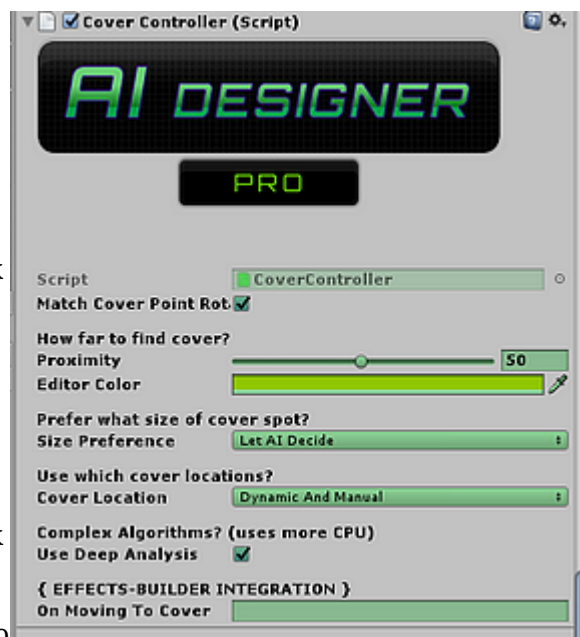 Cover Controller (Script)
AI DESIGNER
PRO
k
Script CoverController
Match Cover Point Rot
How far to find cover?
Proximity 50
Editor Color
Prefer what size of cover spot?
Size Preference Let AI Decide
Use which cover locations?
Cover Location Dynamic And Manual
k
Complex Algorithms? (uses more CPU)
Use Deep Analysis
{ EFFECTS-BUILDER INTEGRATION }
On Moving To Cover
o